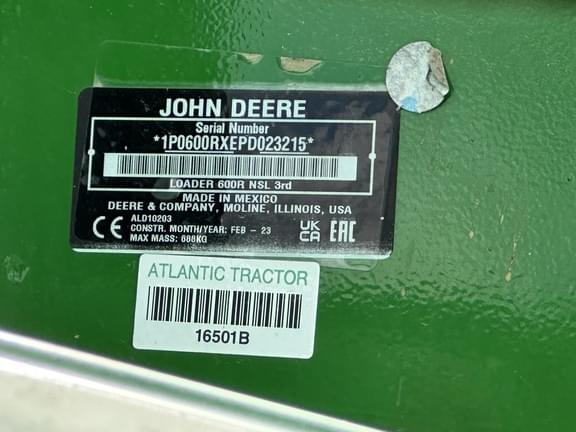 JOHN DEERE
Serial Number
*1P0600RXEPD023215*
LOADER 600R NSL 3rd
MADE IN MEXICO
DEERE & COMPANY, MOLINE, ILLINOIS, USA
CE ALD10203 UK CA EAC
CONSTR. MONTH/YEAR: FEB - 23
MAX MASS: 688KG
ATLANTIC TRACTOR
16501B